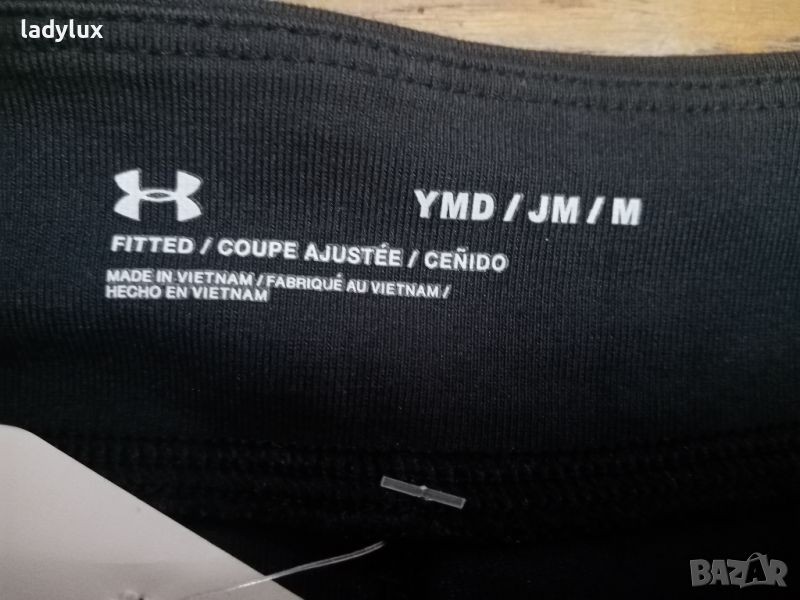 ladylux
YMD / JM / M
FITTED / COUPE AJUSTÉE / CEÑIDO
MADE IN VIETNAM / FABRIQUÉ AU VIETNAM /
HECHO EN VIETNAM
BAZAR